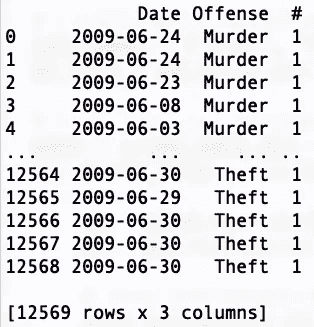 Date Offense #
0 2009-06-24 Murder 1
1 2009-06-24 Murder 1
2 2009-06-23 Murder 1
3 2009-06-08 Murder 1
4 2009-06-03 Murder 1
... ... ... ..
12564 2009-06-30 Theft 1
12565 2009-06-29 Theft 1
12566 2009-06-30 Theft 1
12567 2009-06-30 Theft 1
12568 2009-06-30 Theft 1
[12569 rows x 3 columns]